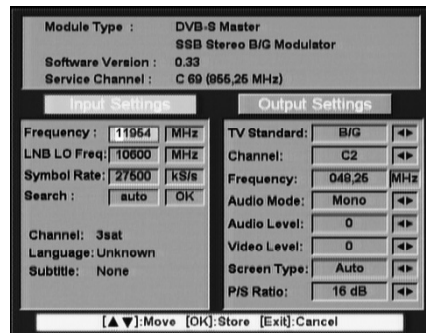 Module Type : DVB-S Master
SSB Stereo B/G Modulator
Software Version : 0.33
Service Channel : C 69 (855,25 MHz)
Input Settings
Frequency : 11954 MHz
LNB LO Freq: 10600 MHz
Symbol Rate: 27500 kS/s
Search : auto OK
Channel: 3sat
Language: Unknown
Subtitle: None
Output Settings
TV Standard: B/G ◄►
Channel: C2 ◄►
Frequency: 048,25 MHz
Audio Mode: Mono ◄►
Audio Level: 0 ◄►
Video Level: 0 ◄►
Screen Type: Auto ◄►
P/S Ratio: 16 dB ◄►
[▲ ▼]:Move [OK]:Store [Exit]:Cancel